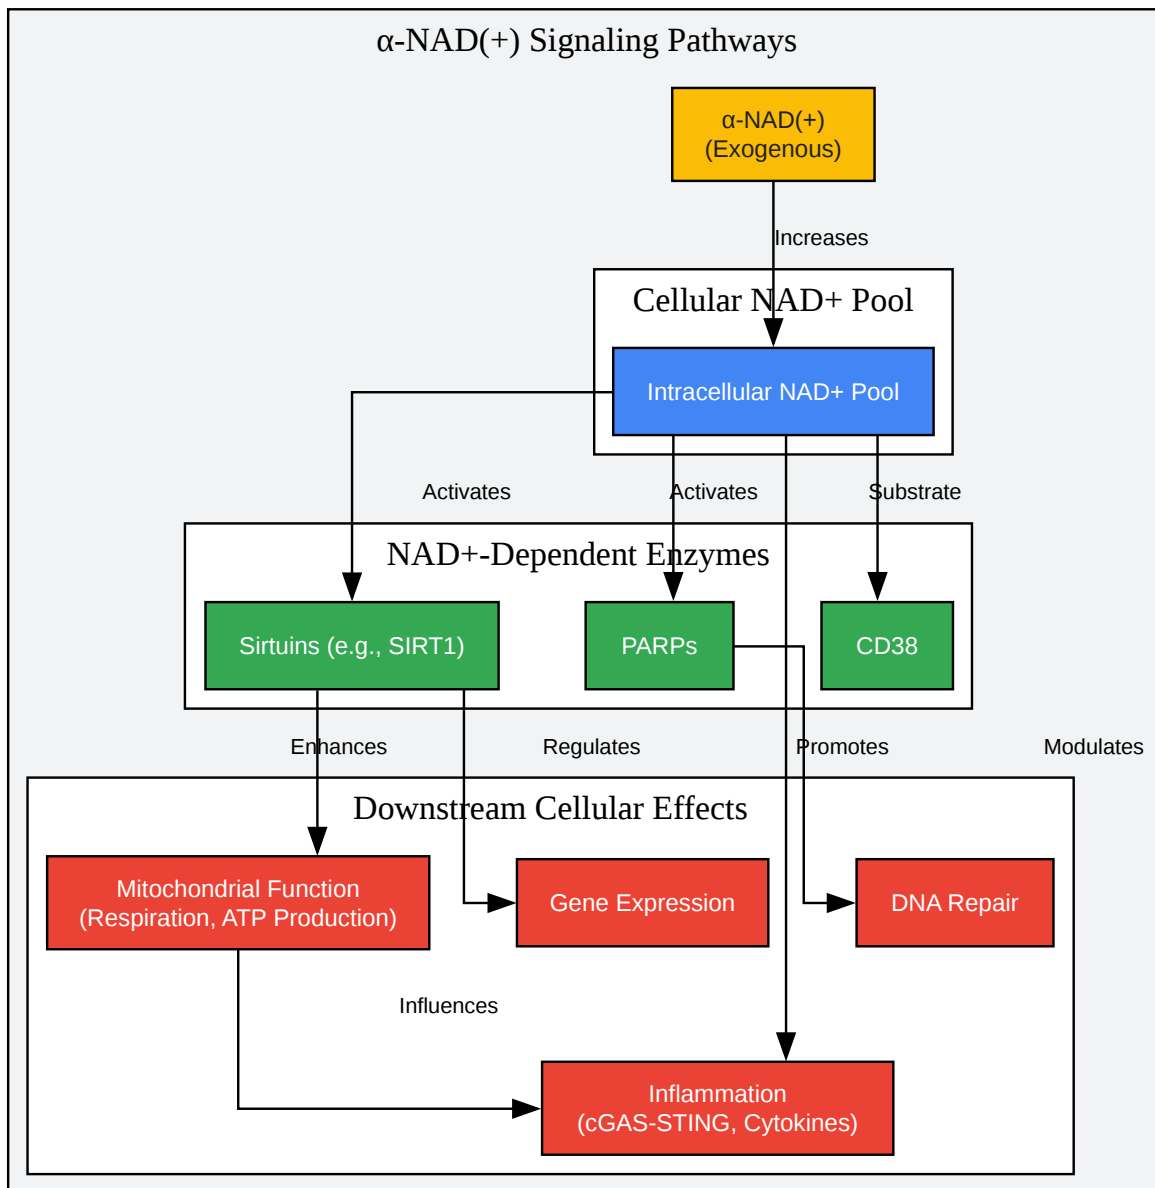 α-NAD(+) Signaling Pathways
α-NAD(+)
(Exogenous)
Increases
Cellular NAD+ Pool
Intracellular NAD+ Pool
Activates
Activates
Substrate
NAD+-Dependent Enzymes
Sirtuins (e.g., SIRT1)
PARPs
CD38
Enhances
Regulates
Promotes
Modulates
Downstream Cellular Effects
Mitochondrial Function
(Respiration, ATP Production)
Gene Expression
DNA Repair
Influences
Inflammation
(cGAS-STING, Cytokines)